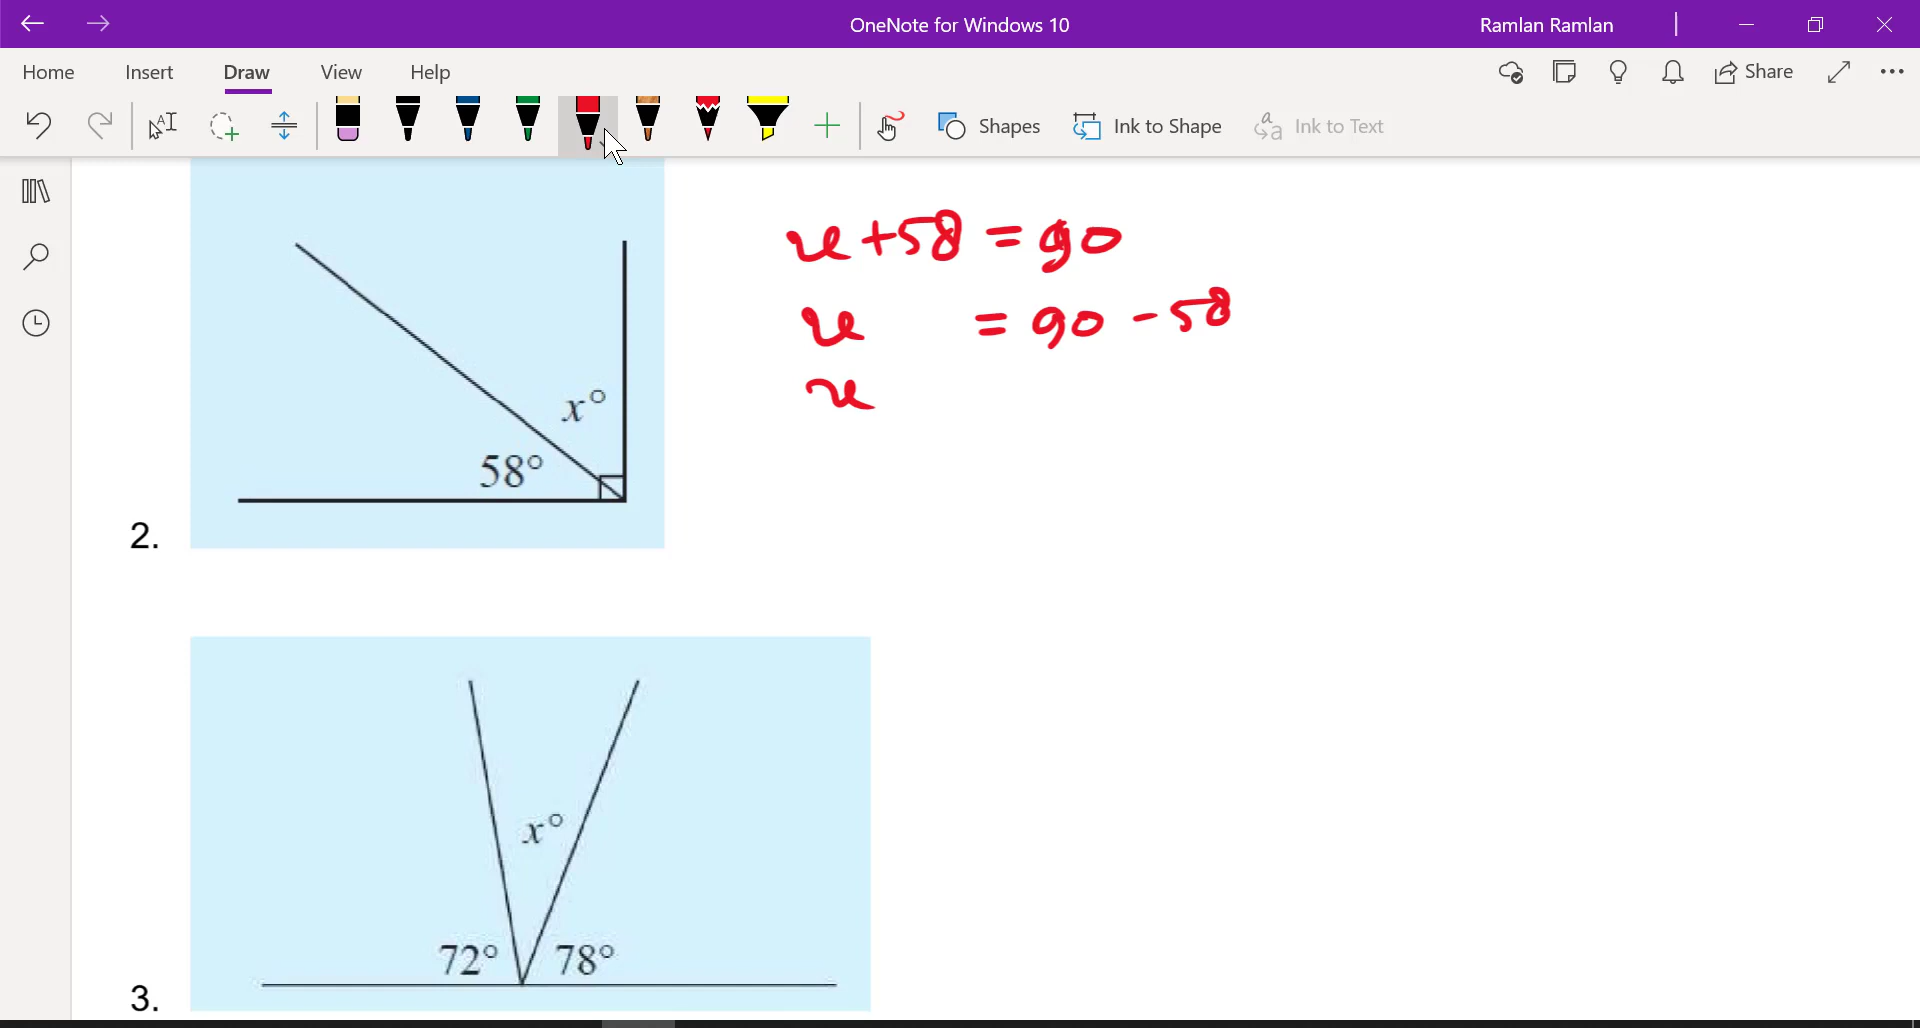 OneNote for Windows 10
Ramlan Ramlan
Home Insert Draw View Help
Share
Shapes Ink to Shape Ink to Text
x + 58 = 90
x = 90 - 58
x
x°
58°
2.
x°
72° 78°
3.